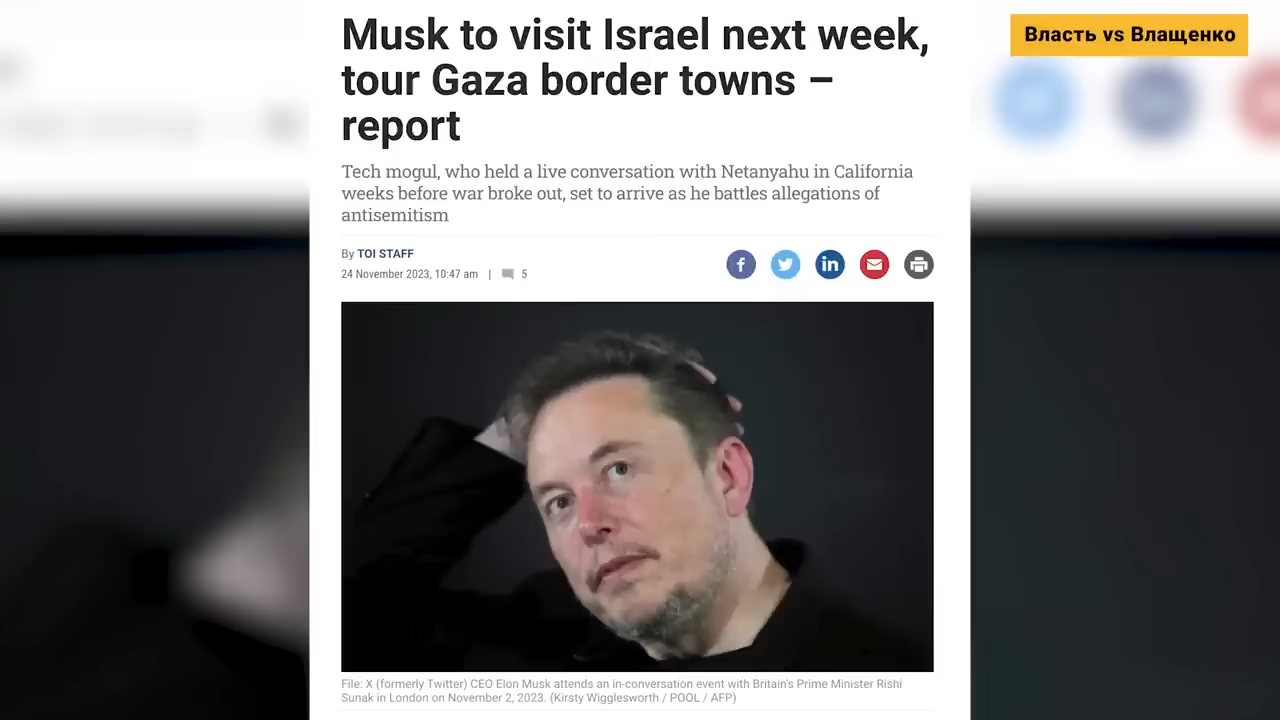 Musk to visit Israel next week,
tour Gaza border towns –
report
Власть vs Влащенко
Tech mogul, who held a live conversation with Netanyahu in California
weeks before war broke out, set to arrive as he battles allegations of
antisemitism
By TOI STAFF
24 November 2023, 10:47 am | 5
File: X (formerly Twitter) CEO Elon Musk attends an in-conversation event with Britain's Prime Minister Rishi
Sunak in London on November 2, 2023. (Kirsty Wigglesworth / POOL / AFP)